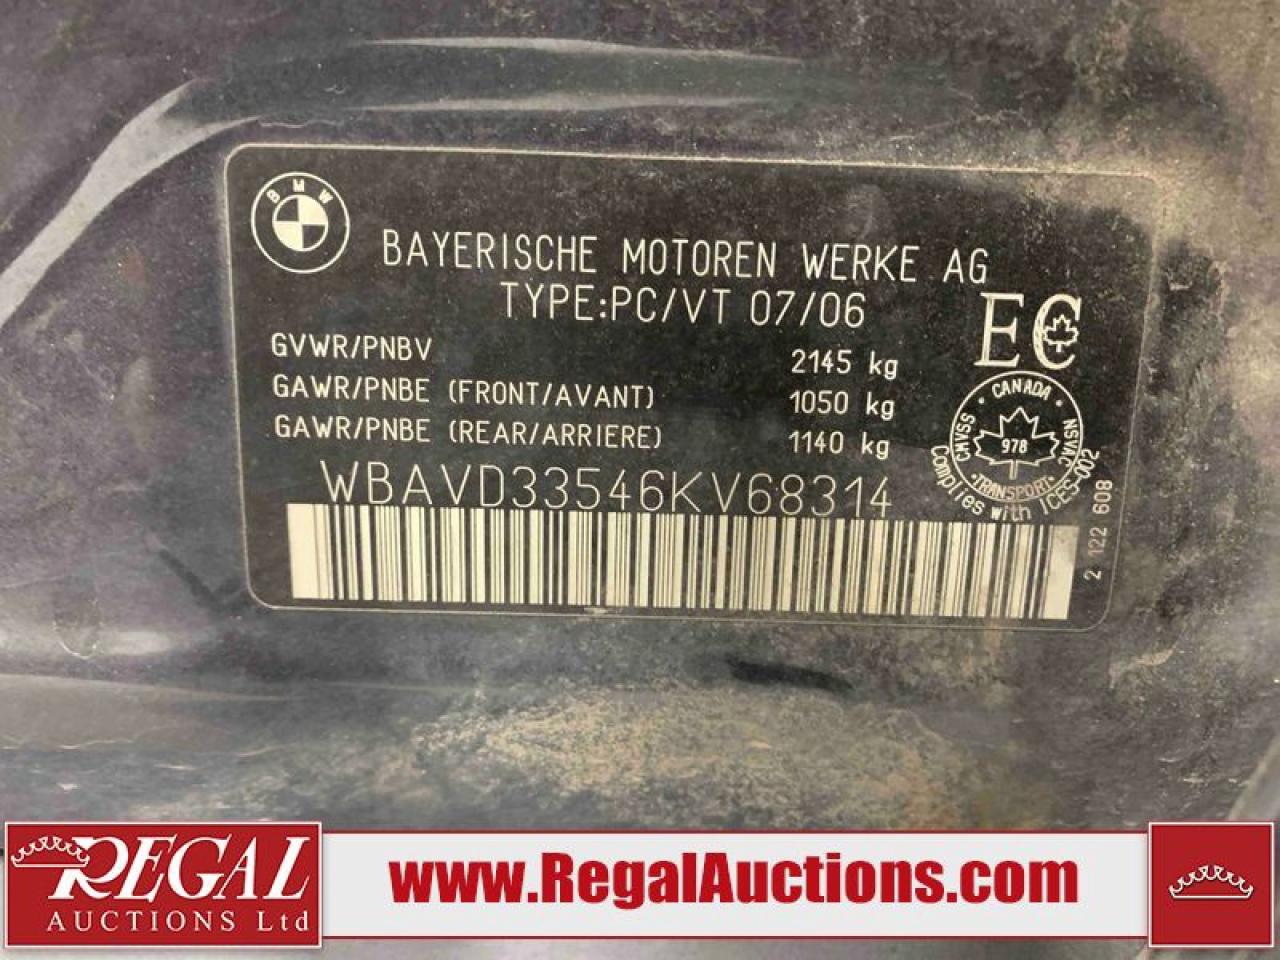 BMW
BAYERISCHE MOTOREN WERKE AG
TYPE:PC/VT 07/06
EC
GVWR/PNBV 2145 kg
GAWR/PNBE (FRONT/AVANT) 1050 kg
GAWR/PNBE (REAR/ARRIERE) 1140 kg
WBAVD33546KV68314
CANADA
CMVSS 978 NSVAC
TRANSPORT
Complies with ICES-002
2 122 608
REGAL
AUCTIONS Ltd
www.RegalAuctions.com